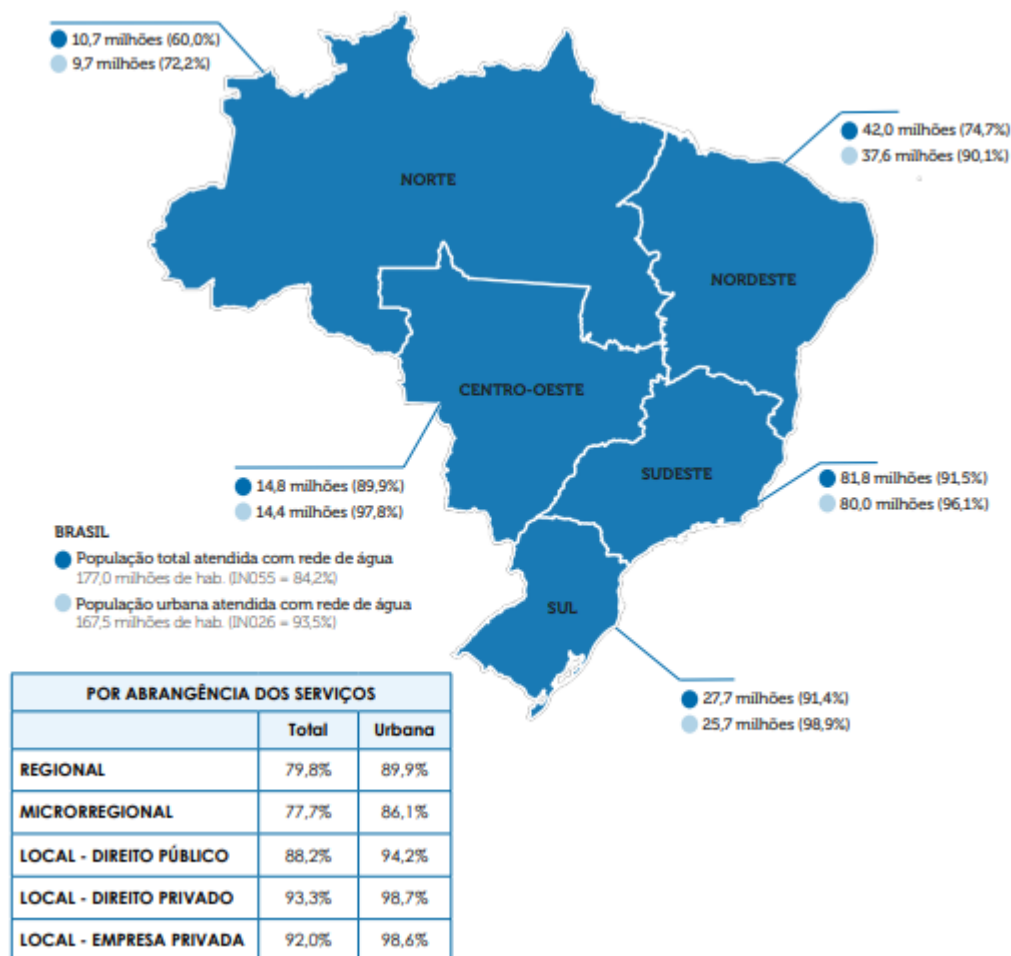 10,7 milhões (60,0%)
9,7 milhões (72,2%)
42,0 milhões (74,7%)
37,6 milhões (90,1%)
NORTE
NORDESTE
CENTRO-OESTE
SUDESTE
81,8 milhões (91,5%)
80,0 milhões (96,1%)
14,8 milhões (89,9%)
14,4 milhões (97,8%)
BRASIL
População total atendida com rede de água
177,0 milhões de hab. (IN055 = 84,2%)
População urbana atendida com rede de água
167,5 milhões de hab. (IN026 = 93,5%)
SUL
27,7 milhões (91,4%)
25,7 milhões (98,9%)
POR ABRANGÊNCIA DOS SERVIÇOS
Total Urbana
REGIONAL 79,8% 89,9%
MICRORREGIONAL 77,7% 86,1%
LOCAL - DIREITO PÚBLICO 88,2% 94,2%
LOCAL - DIREITO PRIVADO 93,3% 98,7%
LOCAL - EMPRESA PRIVADA 92,0% 98,6%